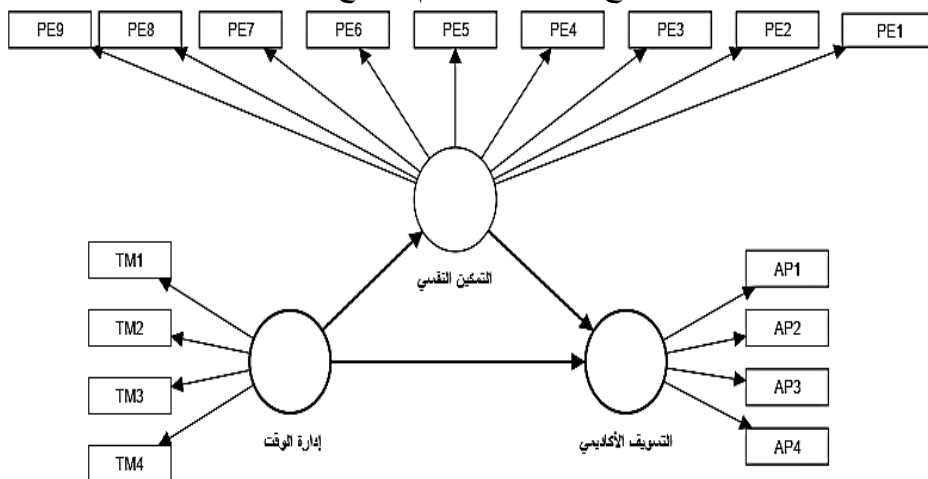 PE9 PE8 PE7 PE6 PE5 PE4 PE3 PE2 PE1
التمكين النفسي
TM1
TM2
TM3
TM4
إدارة الوقت
AP1
AP2
AP3
AP4
التسويف الأكاديمي